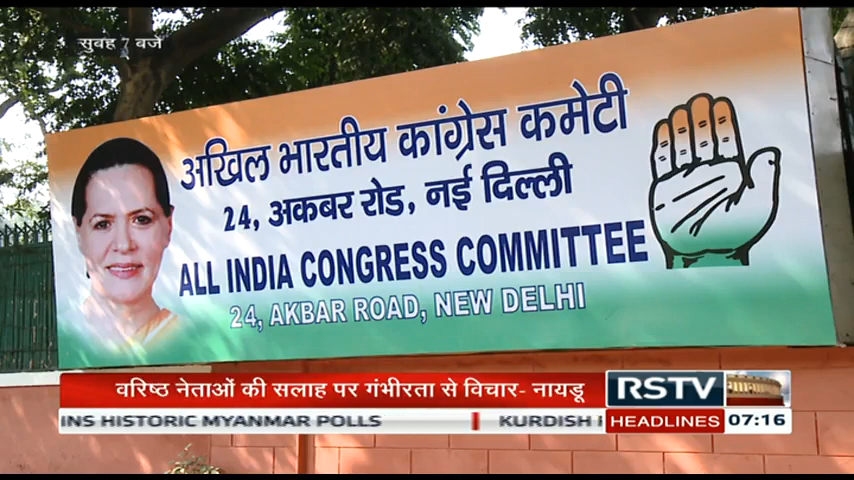 सुबह 7 बजे
अखिल भारतीय कांग्रेस कमेटी
24, अकबर रोड, नई दिल्ली
ALL INDIA CONGRESS COMMITTEE
24, AKBAR ROAD, NEW DELHI
वरिष्ठ नेताओं की सलाह पर गंभीरता से विचार- नायडू
RSTV
INS HISTORIC MYANMAR POLLS
KURDISH
HEADLINES
07:16